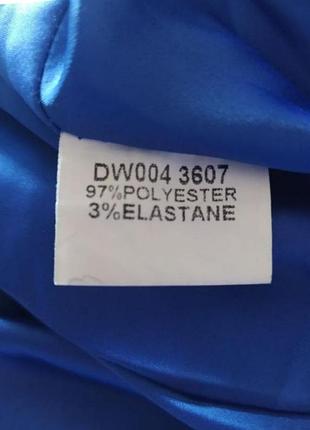 DW004 3607
97%POLYESTER
3%ELASTANE